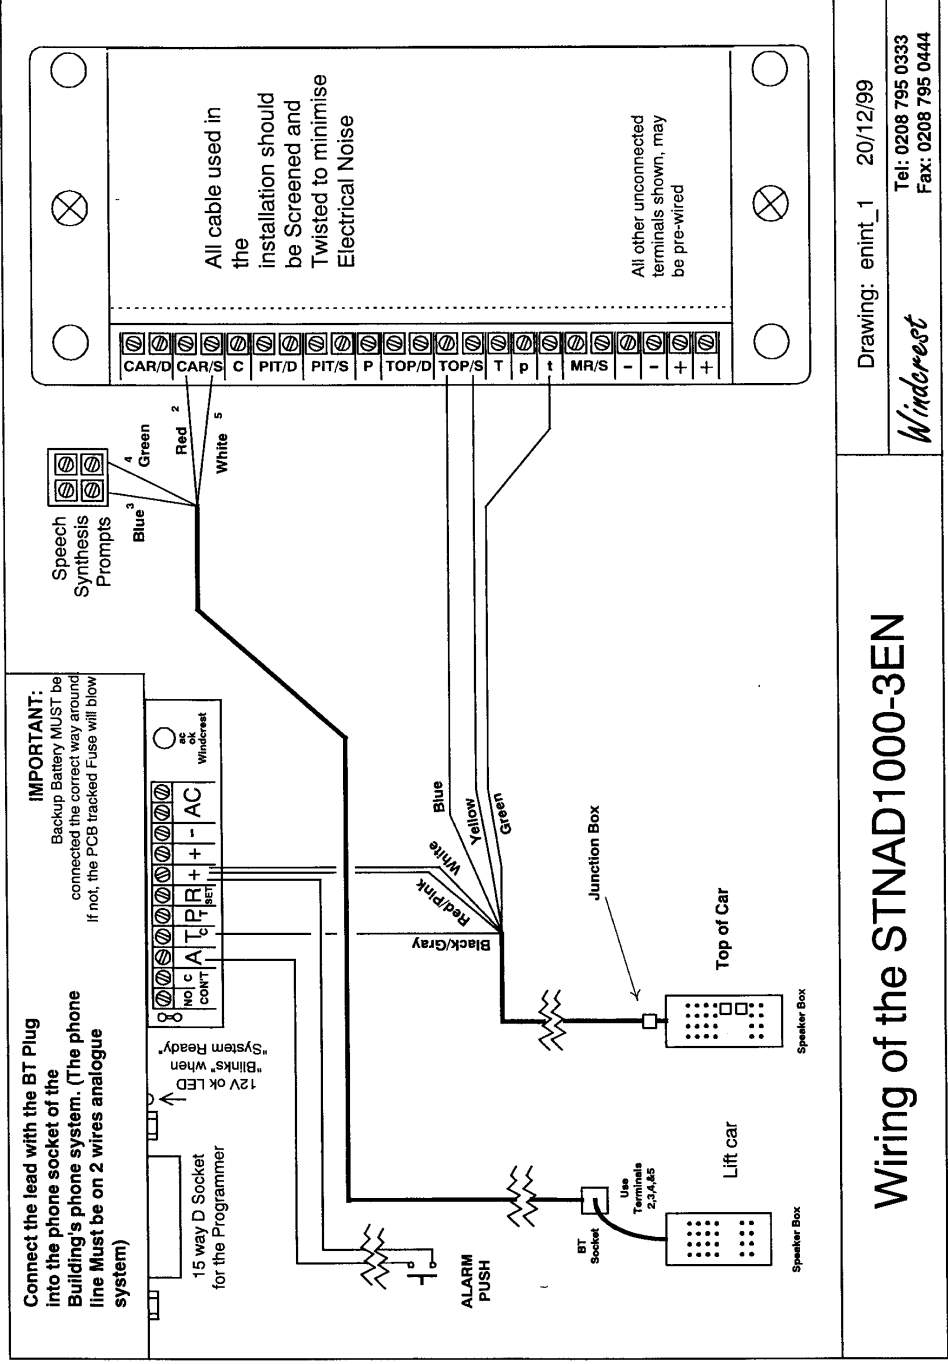 Connect the lead with the BT Plug
into the phone socket of the
Building's phone system. (The phone
line Must be on 2 wires analogue
system)
IMPORTANT:
Backup Battery MUST be
connected the correct way around
If not, the PCB tracked Fuse will blow
15 way D Socket
for the Programmer
12V ok LED
"Blinks" when
"System Ready"
NO C
CON'T
A
T
C
P
T
R
SET
+
+
-
AC
ac
ok
Windcrest
Speech
Synthesis
Prompts
Blue 3
4 Green
Red 2
White 5
CAR/D
CAR/S
C
PIT/D
PIT/S
P
TOP/D
TOP/S
T
p
t
MR/S
-
-
+
+
All cable used in
the
installation should
be Screened and
Twisted to minimise
Electrical Noise
All other unconnected
terminals shown, may
be pre-wired
Black/Gray
Red/Pink
White
Blue
Yellow
Green
ALARM
PUSH
BT
Socket
Use
Terminals
2,3,4,&5
Junction Box
Lift car
Speaker Box
Top of Car
Speaker Box
Wiring of the STNAD1000-3EN
Drawing: enint_1 20/12/99
Windcrest
Tel: 0208 795 0333
Fax: 0208 795 0444